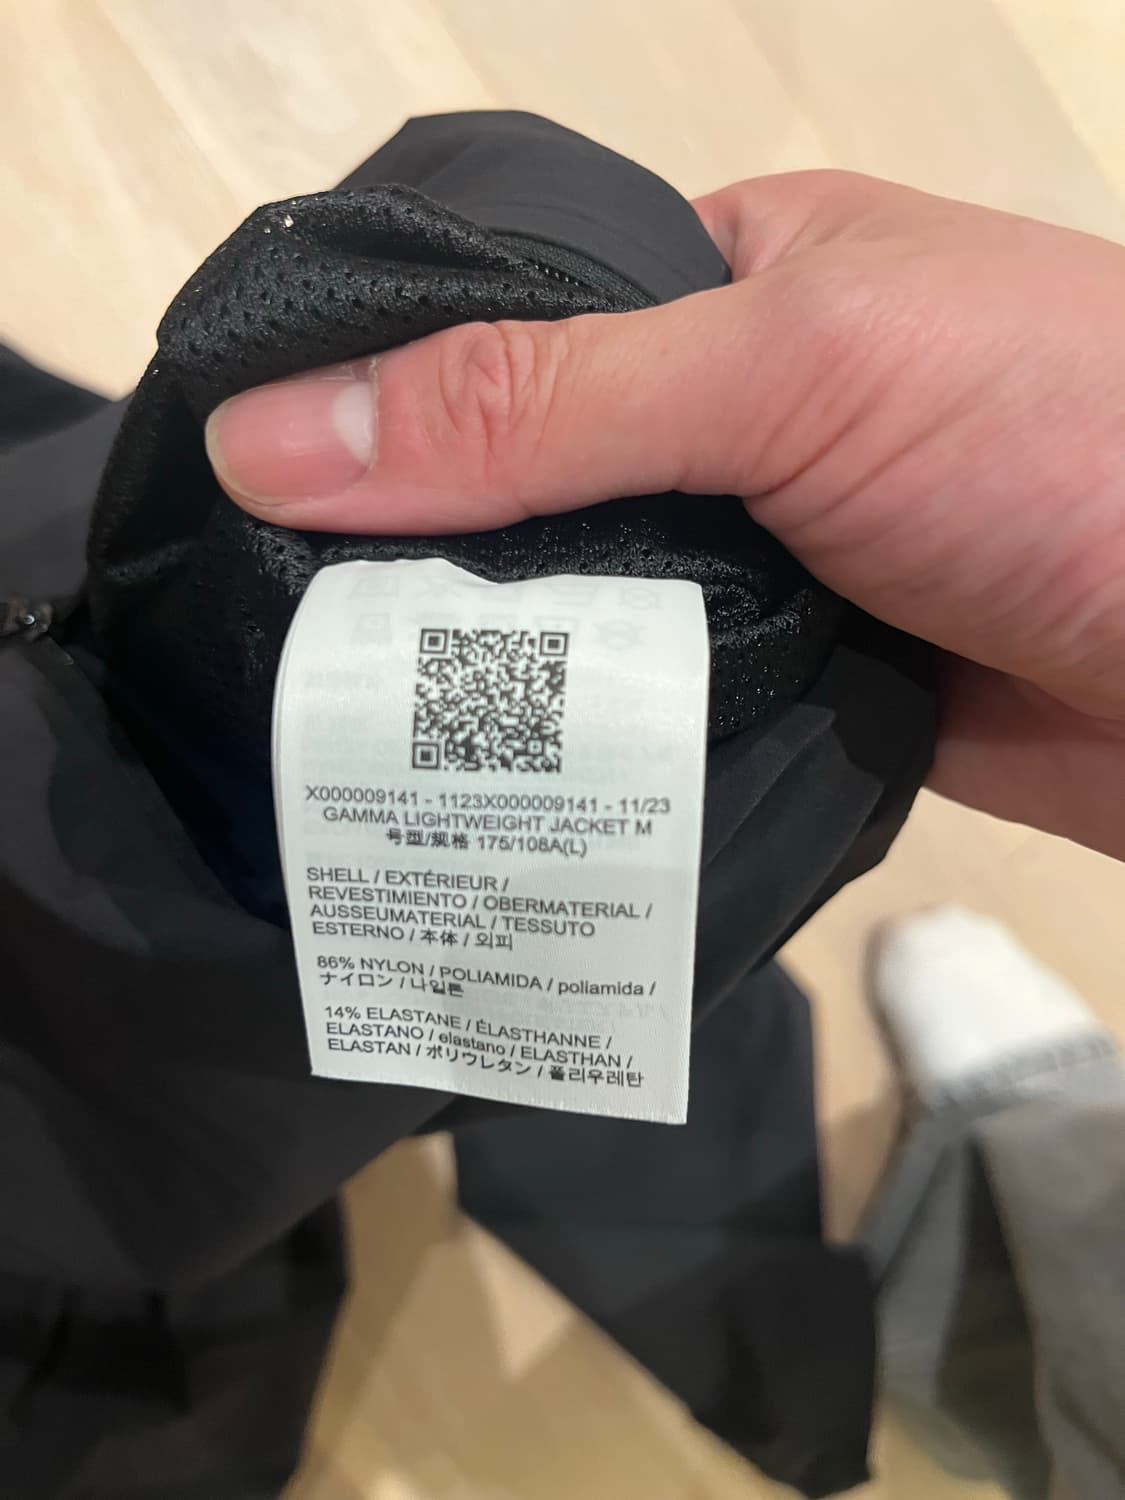 X000009141 - 1123X000009141 - 11/23
GAMMA LIGHTWEIGHT JACKET M
号型/规格 175/108A(L)
SHELL / EXTÉRIEUR /
REVESTIMIENTO / OBERMATERIAL /
AUSSEUMATERIAL / TESSUTO
ESTERNO / 本体 / 외피
86% NYLON / POLIAMIDA / poliamida /
ナイロン / 나일론
14% ELASTANE / ÉLASTHANNE /
ELASTANO / elastano / ELASTHAN /
ELASTAN / ポリウレタン / 폴리우레탄